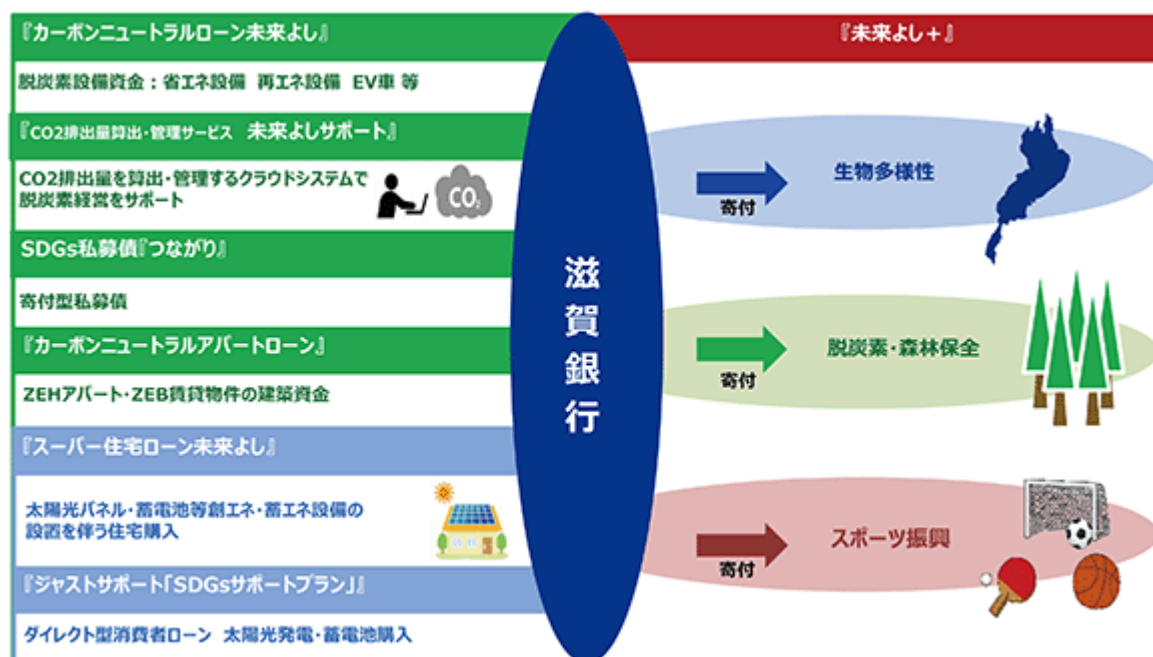 『カーボンニュートラルローン未来よし』
脱炭素設備資金：省エネ設備 再エネ設備 EV車 等
『CO2排出量算出・管理サービス 未来よしサポート』
CO2排出量を算出・管理するクラウドシステムで
脱炭素経営をサポート
CO2
SDGs私募債『つながり』
寄付型私募債
『カーボンニュートラルアパートローン』
ZEHアパート・ZEB賃貸物件の建築資金
『スーパー住宅ローン未来よし』
太陽光パネル・蓄電池等創エネ・蓄エネ設備の
設置を伴う住宅購入
『ジャストサポート「SDGsサポートプラン」』
ダイレクト型消費者ローン 太陽光発電・蓄電池購入
滋賀銀行
『未来よし＋』
寄付
生物多様性
寄付
脱炭素・森林保全
寄付
スポーツ振興